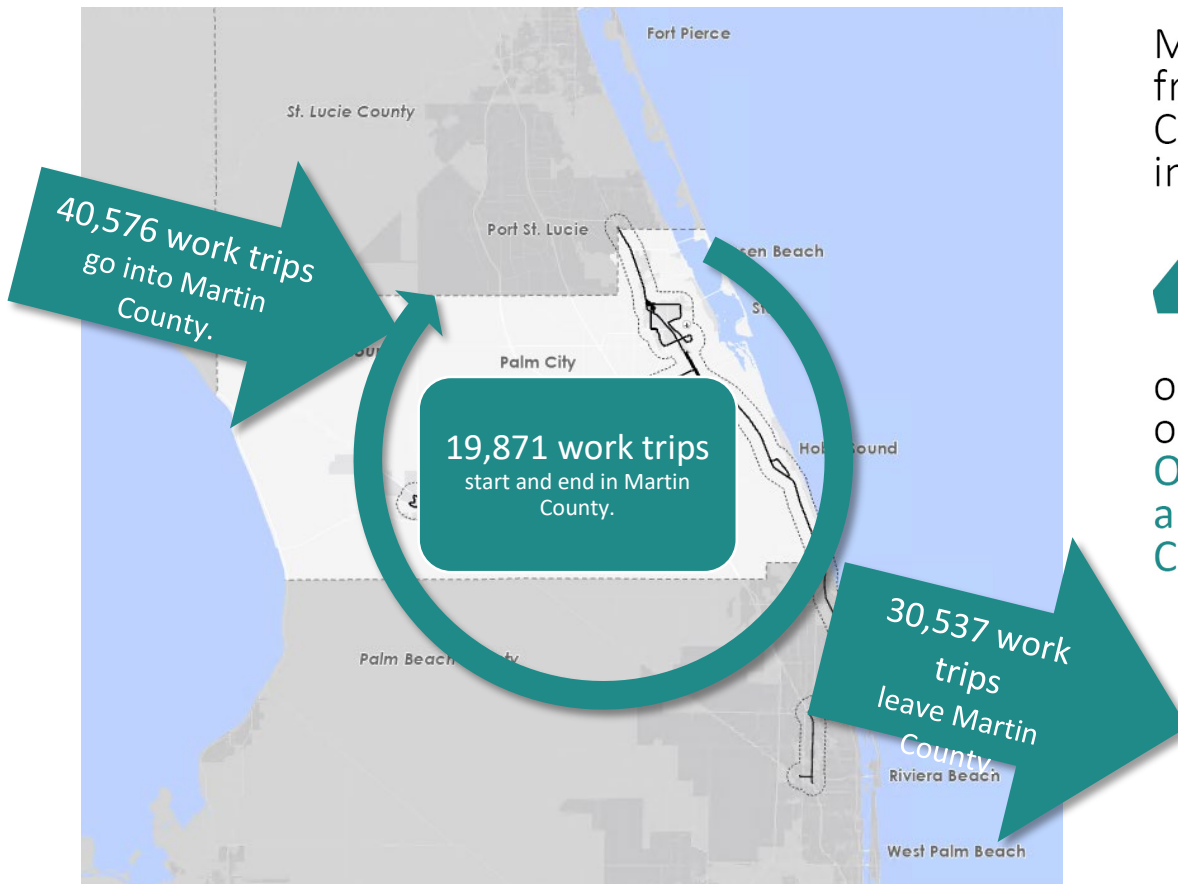 Fort Pierce
St. Lucie County
40,576 work trips
go into Martin
County.
Port St. Lucie
Palm City
19,871 work trips
start and end in Martin
County.
Beach
Palm Beach
30,537 work
trips
leave Martin
County.
Riviera Beach
West Palm Beach